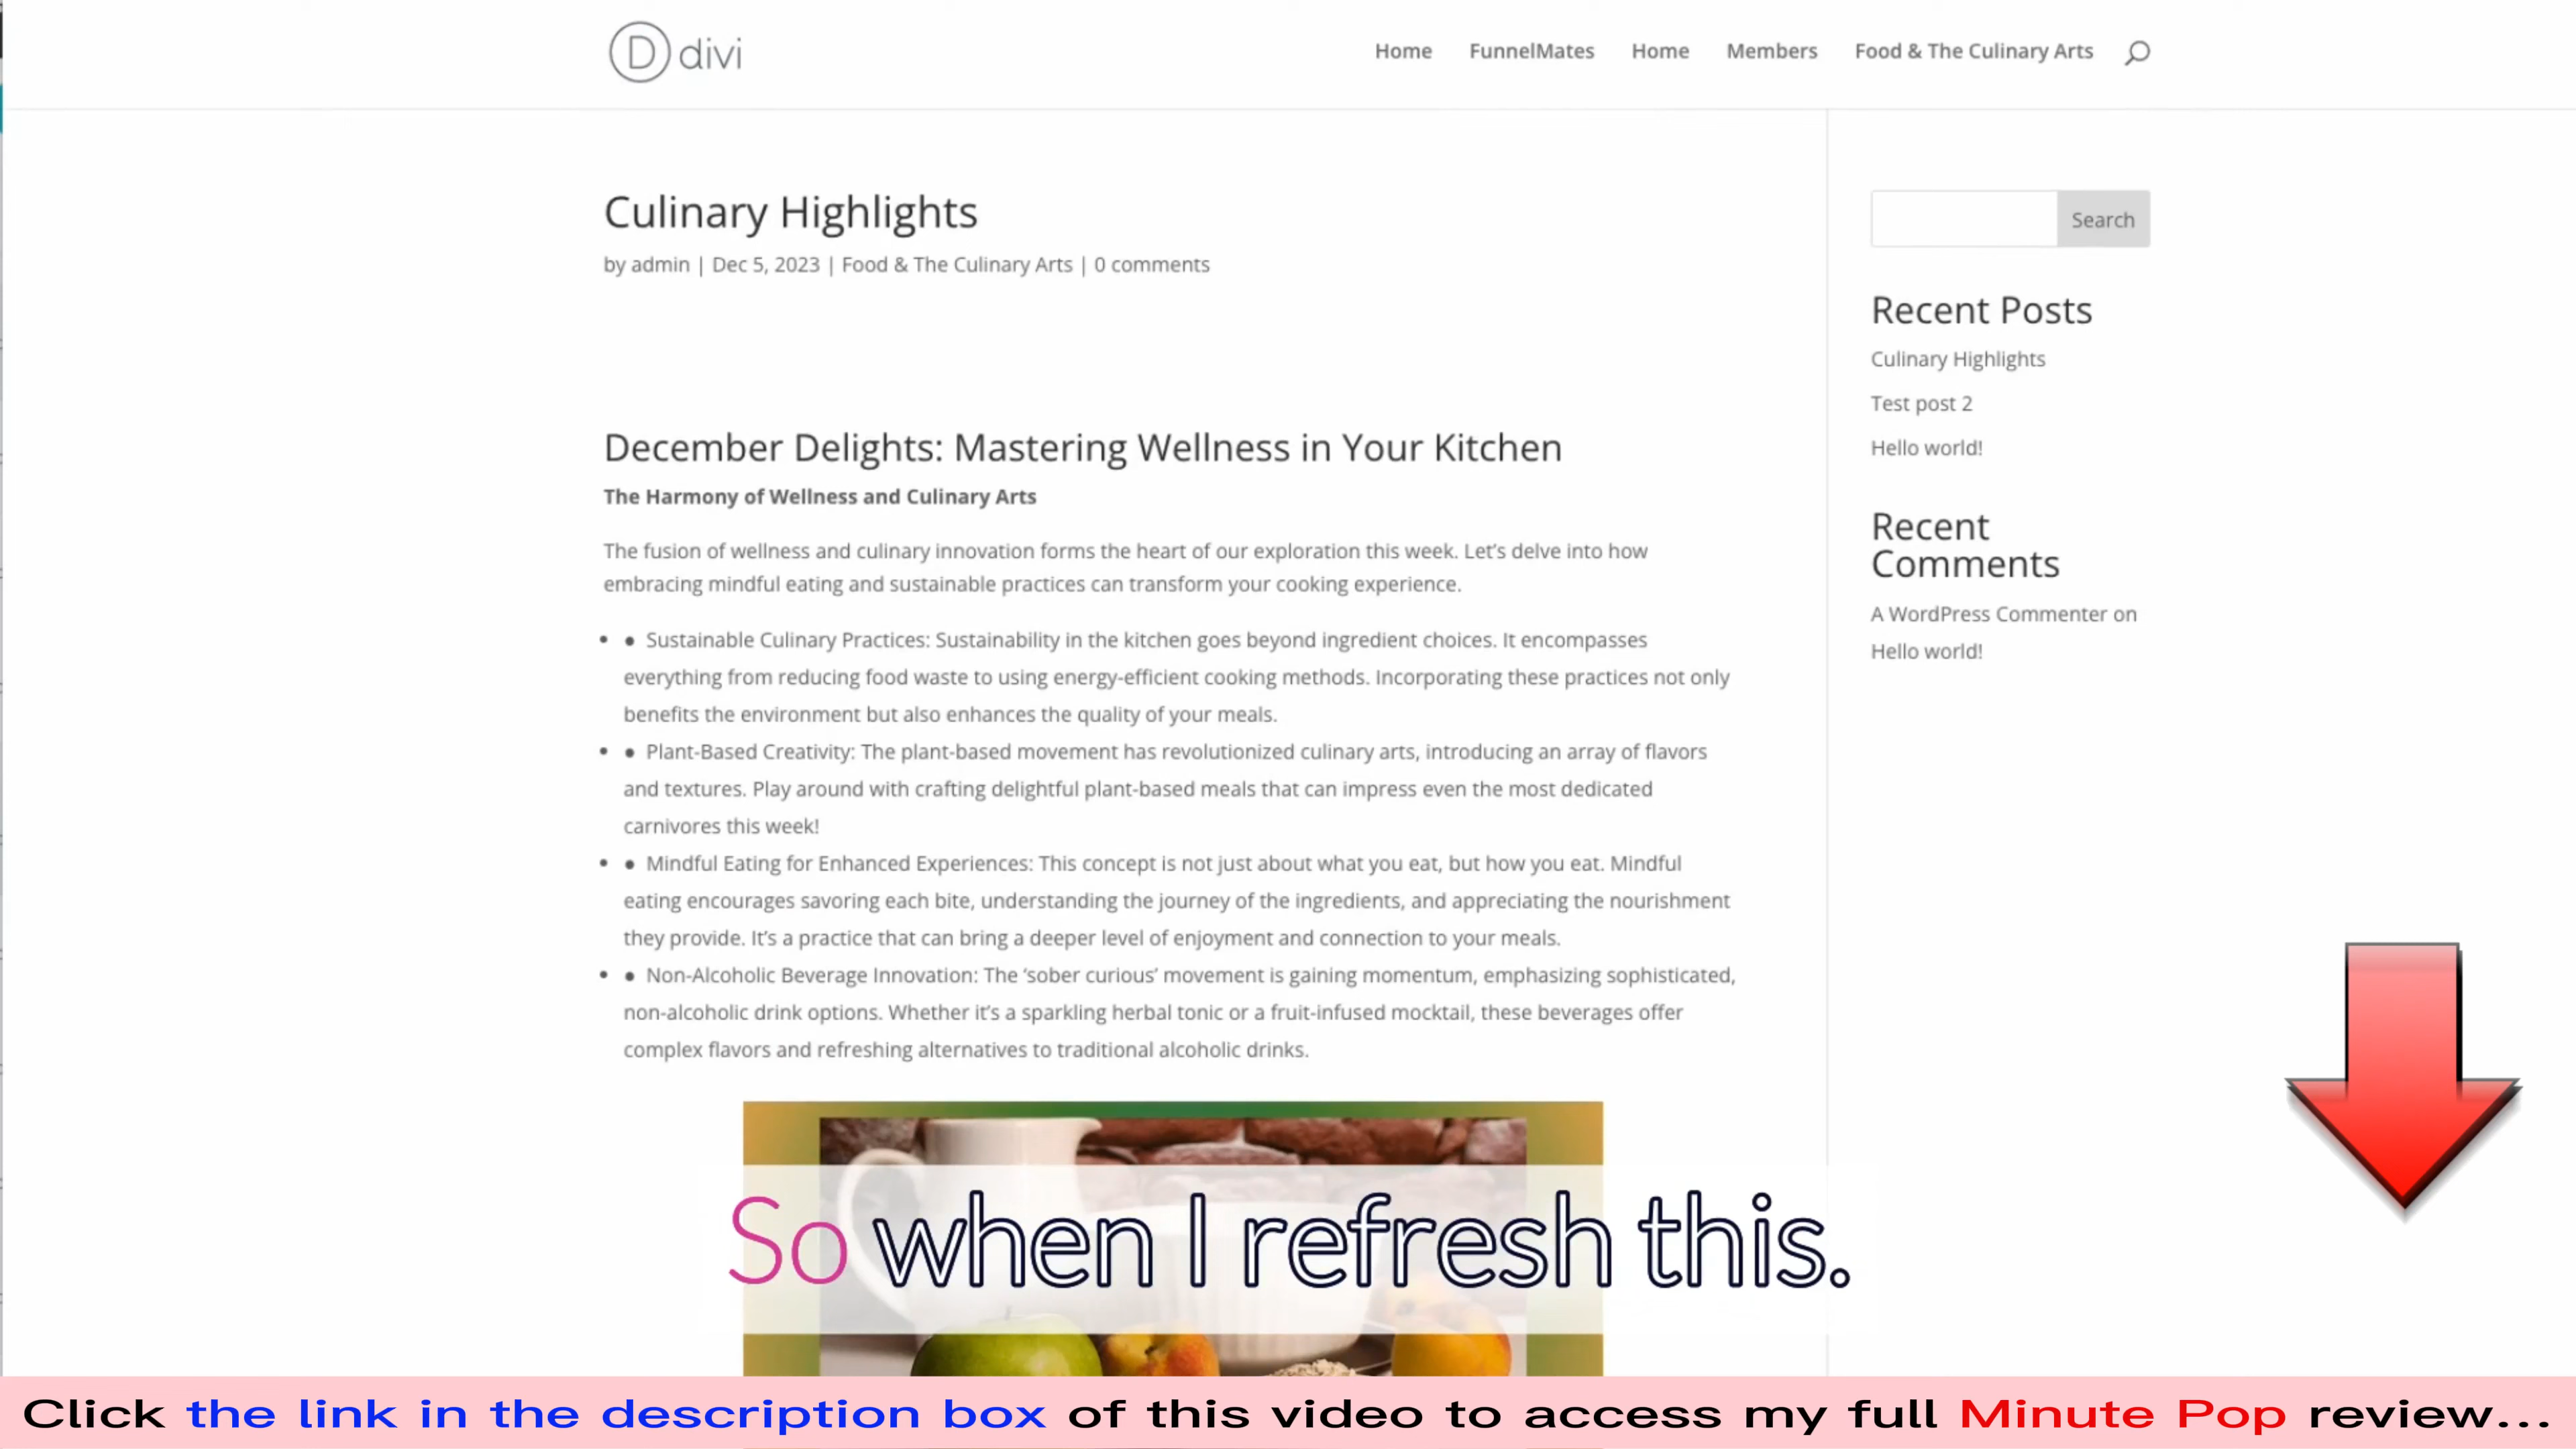 D divi
Home FunnelMates Home Members Food & The Culinary Arts
Culinary Highlights
by admin | Dec 5, 2023 | Food & The Culinary Arts | 0 comments
December Delights: Mastering Wellness in Your Kitchen
The Harmony of Wellness and Culinary Arts
The fusion of wellness and culinary innovation forms the heart of our exploration this week. Let’s delve into how
embracing mindful eating and sustainable practices can transform your cooking experience.
• ● Sustainable Culinary Practices: Sustainability in the kitchen goes beyond ingredient choices. It encompasses
everything from reducing food waste to using energy-efficient cooking methods. Incorporating these practices not only
benefits the environment but also enhances the quality of your meals.
• ● Plant-Based Creativity: The plant-based movement has revolutionized culinary arts, introducing an array of flavors
and textures. Play around with crafting delightful plant-based meals that can impress even the most dedicated
carnivores this week!
• ● Mindful Eating for Enhanced Experiences: This concept is not just about what you eat, but how you eat. Mindful
eating encourages savoring each bite, understanding the journey of the ingredients, and appreciating the nourishment
they provide. It’s a practice that can bring a deeper level of enjoyment and connection to your meals.
• ● Non-Alcoholic Beverage Innovation: The ‘sober curious’ movement is gaining momentum, emphasizing sophisticated,
non-alcoholic drink options. Whether it’s a sparkling herbal tonic or a fruit-infused mocktail, these beverages offer
complex flavors and refreshing alternatives to traditional alcoholic drinks.
Search
Recent Posts
Culinary Highlights
Test post 2
Hello world!
Recent
Comments
A WordPress Commenter on
Hello world!
So when I refresh this.
Click the link in the description box of this video to access my full Minute Pop review...